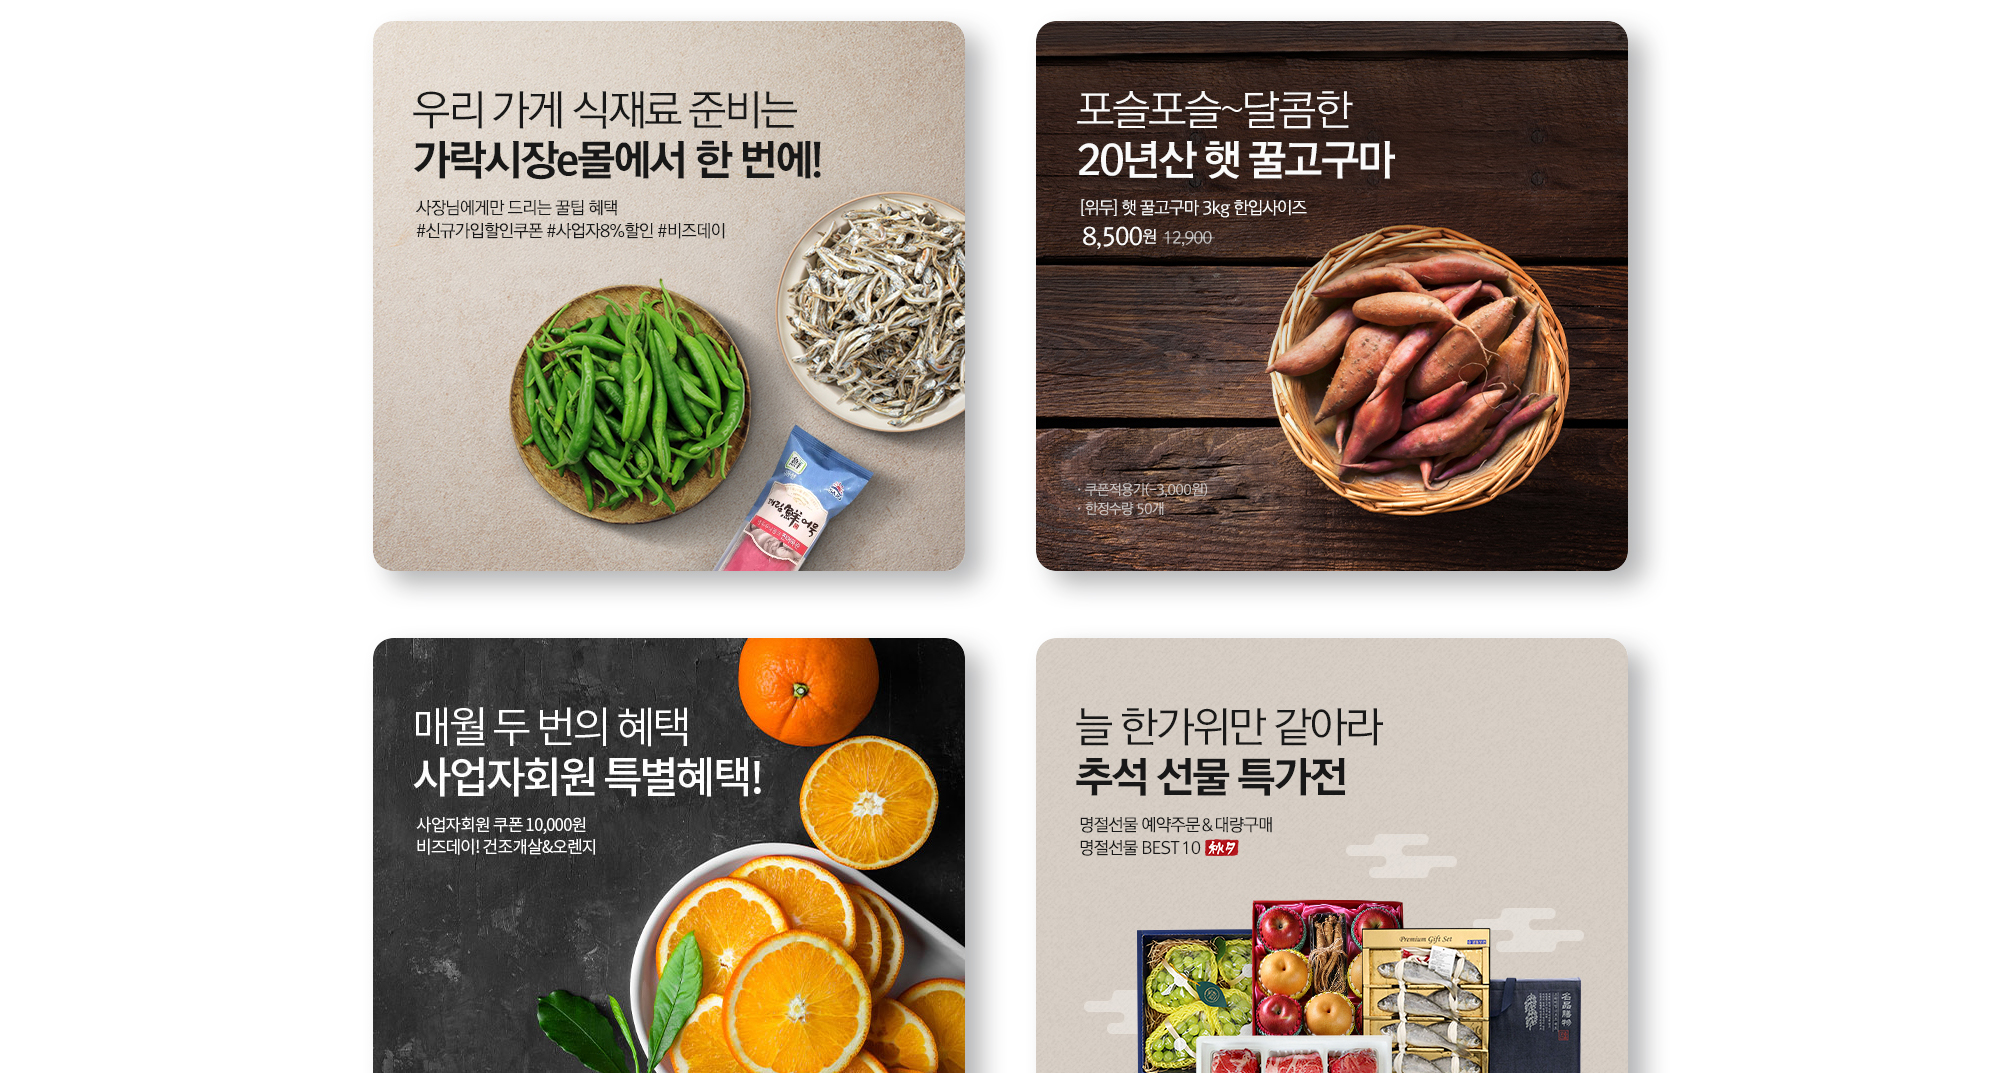 우리 가게 식재료 준비는
가락시장e몰에서 한 번에!
사장님에게만 드리는 꿀팁 혜택
#신규가입할인쿠폰 #사업자8%할인 #비즈데이
포슬포슬~달콤한
20년산 햇 꿀고구마
[위두] 햇 꿀고구마 3kg 한입사이즈
8,500원 12,900
· 쿠폰적용가(-3,000원)
· 한정수량 50개
매월 두 번의 혜택
사업자회원 특별혜택!
사업자회원 쿠폰 10,000원
비즈데이! 건조개살&오렌지
늘 한가위만 같아라
추석 선물 특가전
명절선물 예약주문 & 대량구매
명절선물 BEST 10 秋夕
Premium Gift Set